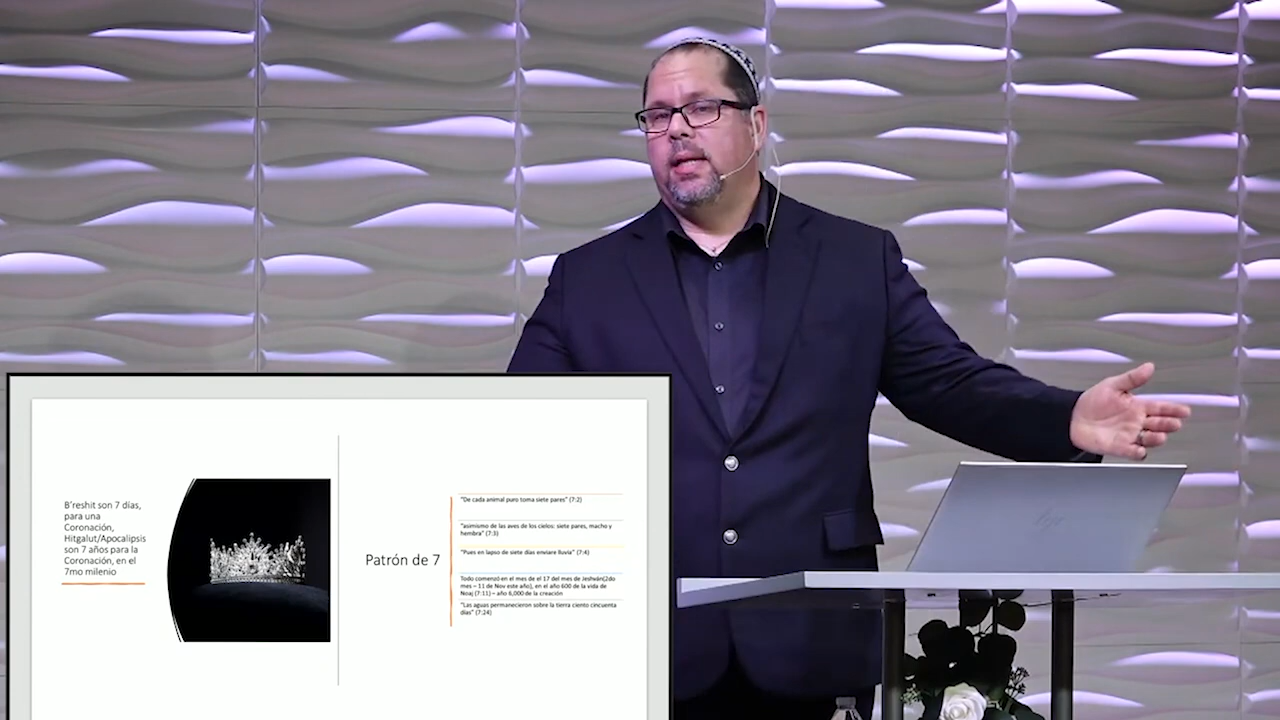 B'reshit son 7 días,
para una
Coronación,
Hitgalut/Apocalipsis
son 7 años para la
Coronación, en el
7mo milenio
Patrón de 7
"De cada animal puro toma siete pares" (7:2)
"asimismo de las aves de los cielos: siete pares, macho y
hembra" (7:3)
"Pues en lapso de siete días enviare lluvia" (7:4)
Todo comenzó en el mes de el 17 del mes de Jeshván(2do
mes – 11 de Nov este año), en el año 600 de la vida de
Noaj (7:11) – año 6,000 de la creación
"Las aguas permanecieron sobre la tierra ciento cincuenta
días" (7:24)